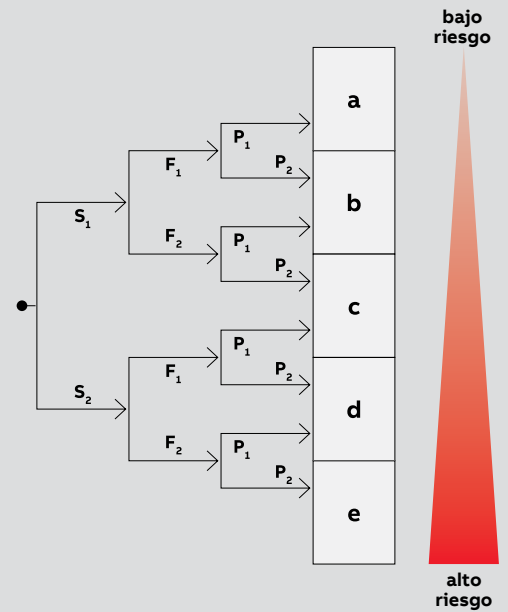 bajo
riesgo
a
P₁
F₁
P₂
b
S₁
F₂
P₁
P₂
c
P₁
F₁
P₂
S₂
d
F₂
P₁
P₂
e
alto
riesgo